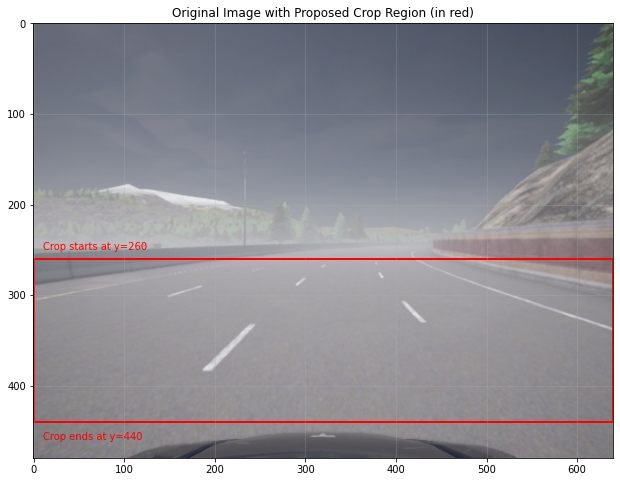 Original Image with Proposed Crop Region (in red)
0
100
200
Crop starts at y=260
300
400
Crop ends at y=440
0 100 200 300 400 500 600